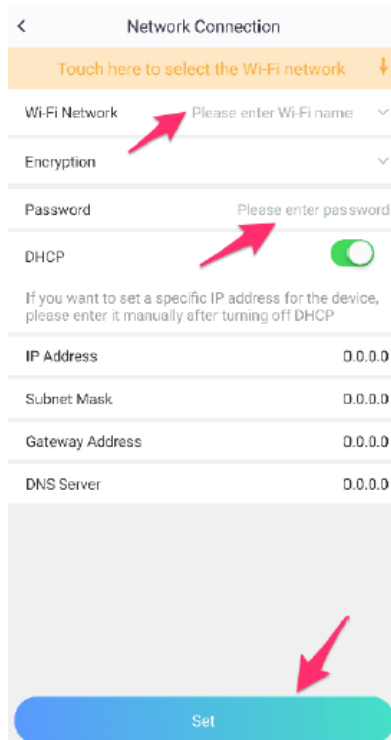 Network Connection
Touch here to select the Wi-Fi network
Wi-Fi Network Please enter Wi-Fi name
Encryption
Password Please enter password
DHCP
If you want to set a specific IP address for the device,
please enter it manually after turning off DHCP
IP Address 0.0.0.0
Subnet Mask 0.0.0.0
Gateway Address 0.0.0.0
DNS Server 0.0.0.0
Set